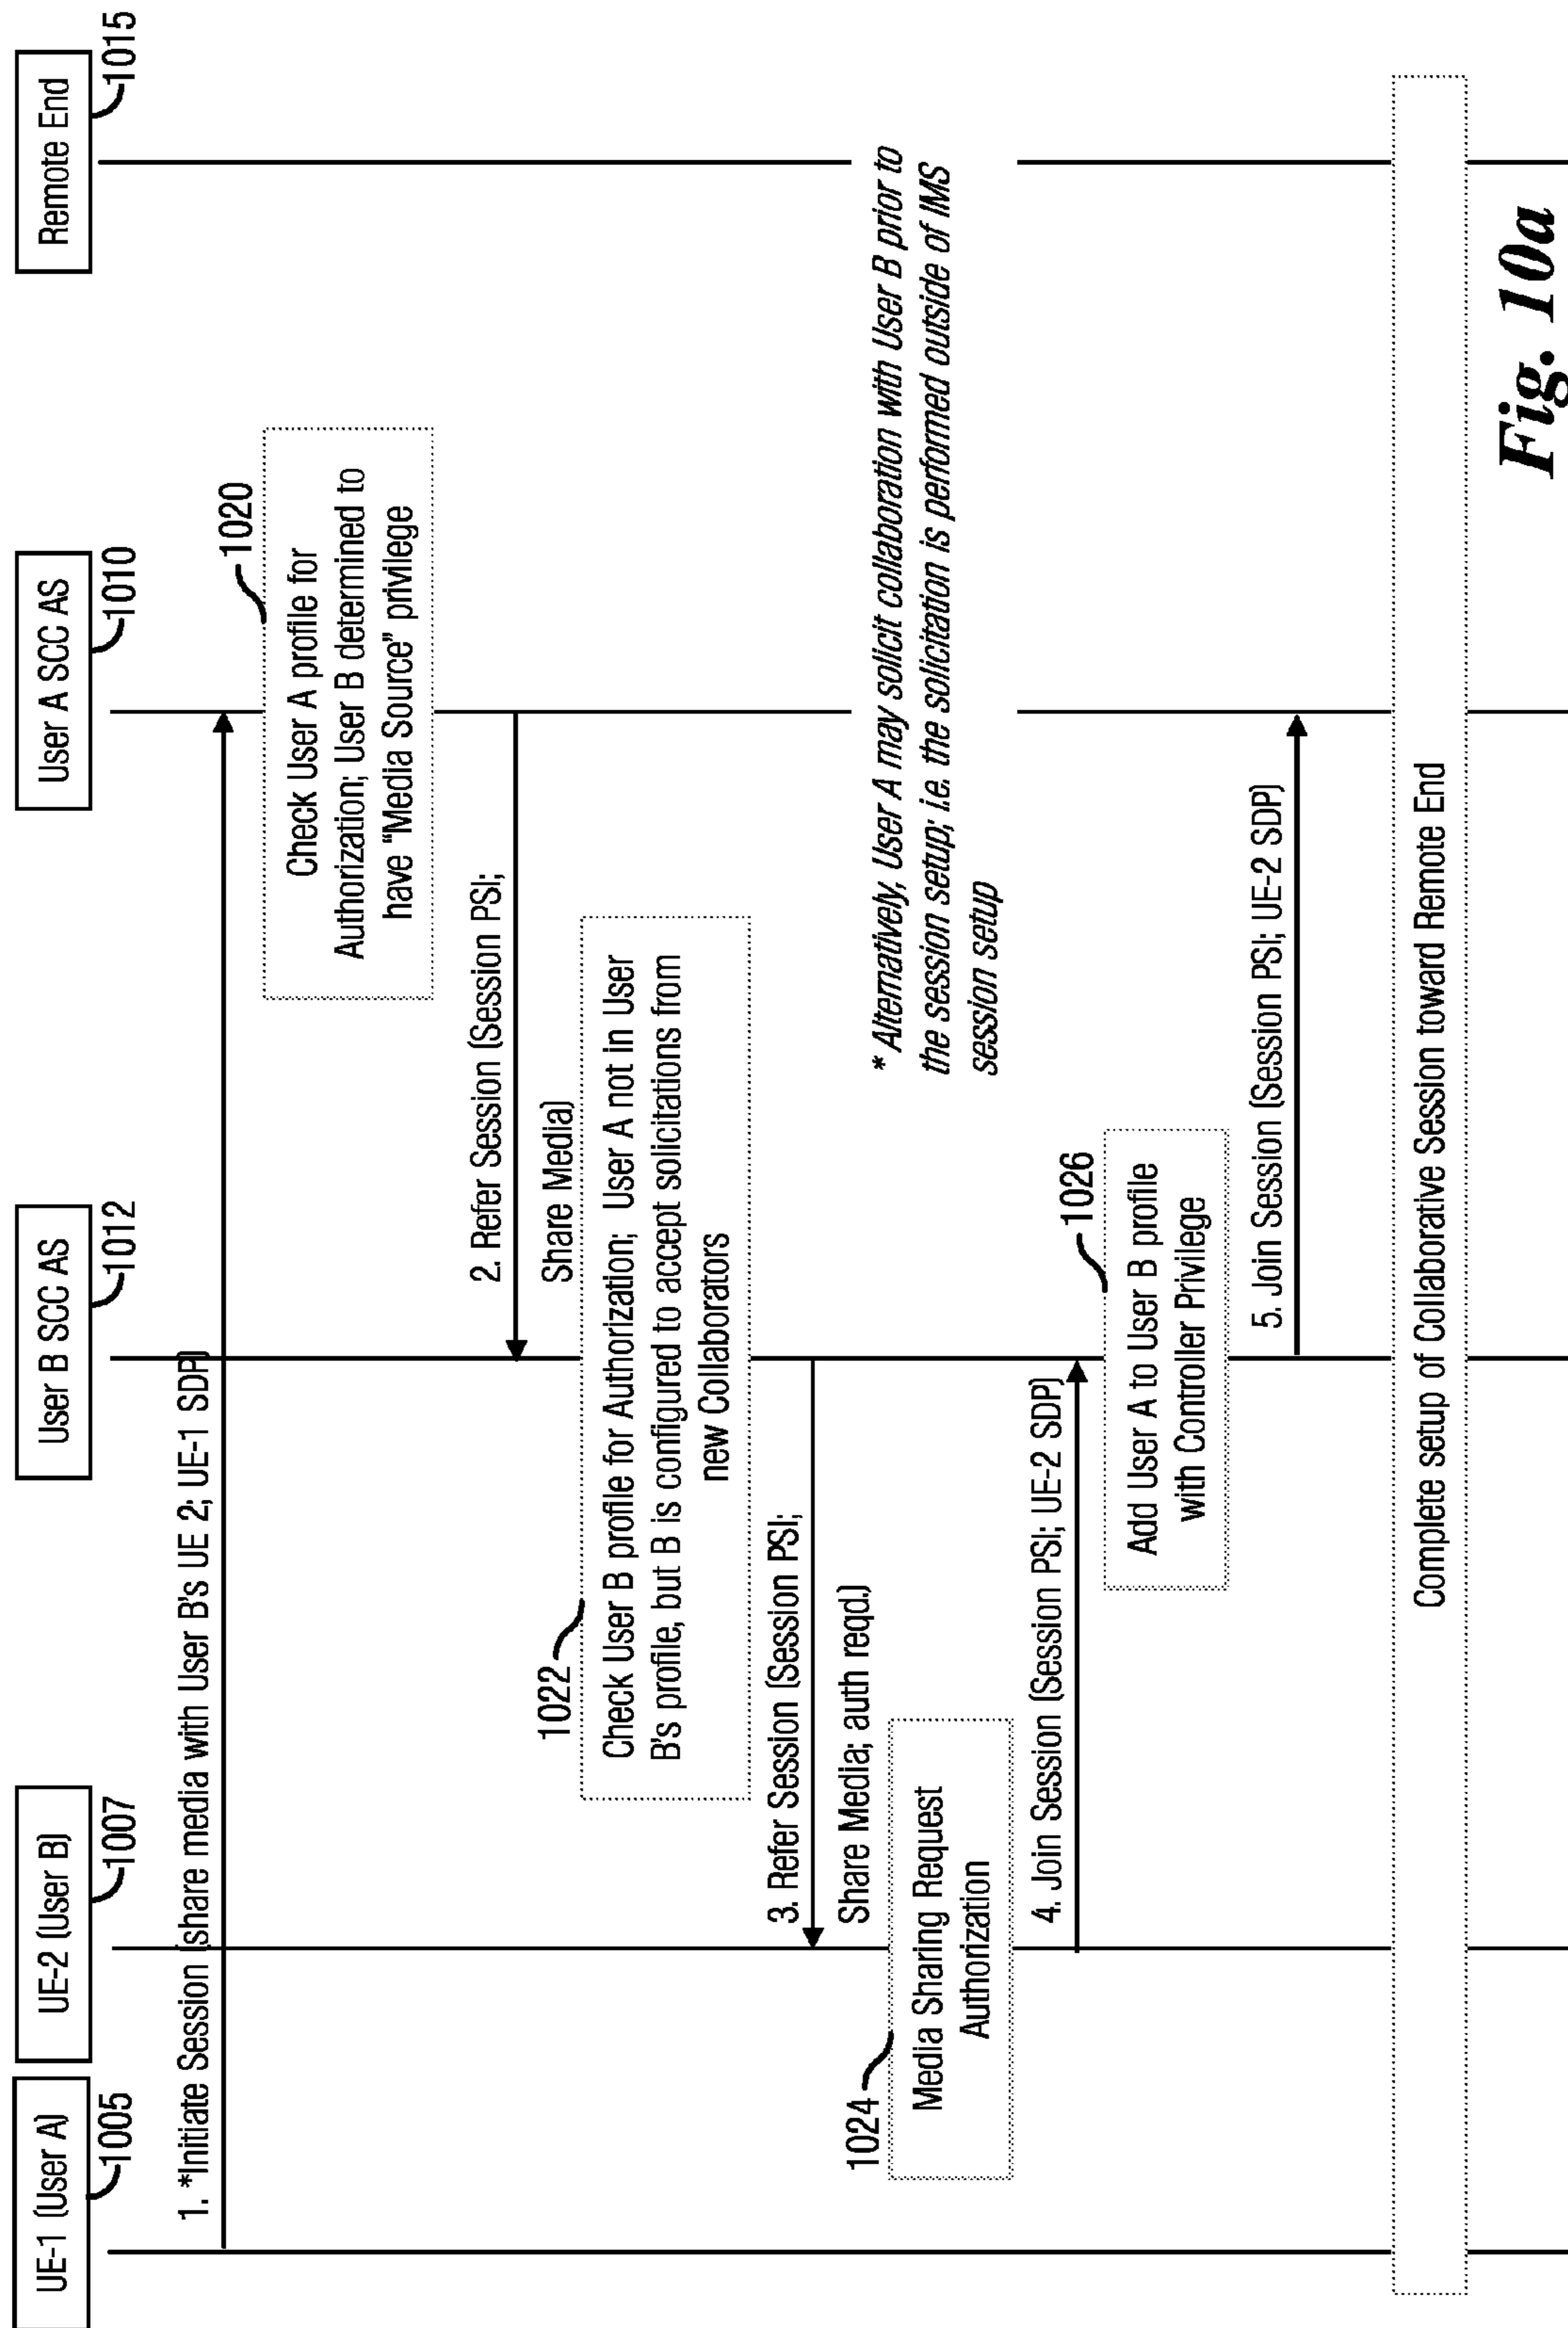 UE-1 (User A)
1005
UE-2 (User B)
1007
User B SCC AS
1012
User A SCC AS
1010
Remote End
1015
1. *Initiate Session (share media with User B's UE 2; UE-1 SDP)
1020
Check User A profile for
Authorization; User B determined to
have “Media Source” privilege
2. Refer Session (Session PSI;
Share Media)
1022
Check User B profile for Authorization;  User A not in User
B's profile, but B is configured to accept solicitations from
new Collaborators
3. Refer Session (Session PSI;
Share Media; auth reqd.)
* Alternatively, User A may solicit collaboration with User B prior to
the session setup; i.e. the solicitation is performed outside of IMS
session setup
1024
Media Sharing Request
Authorization
4. Join Session (Session PSI; UE-2 SDP)
1026
Add User A to User B profile
with Controller Privilege
5. Join Session (Session PSI; UE-2 SDP)
Complete setup of Collaborative Session toward Remote End
Fig. 10a